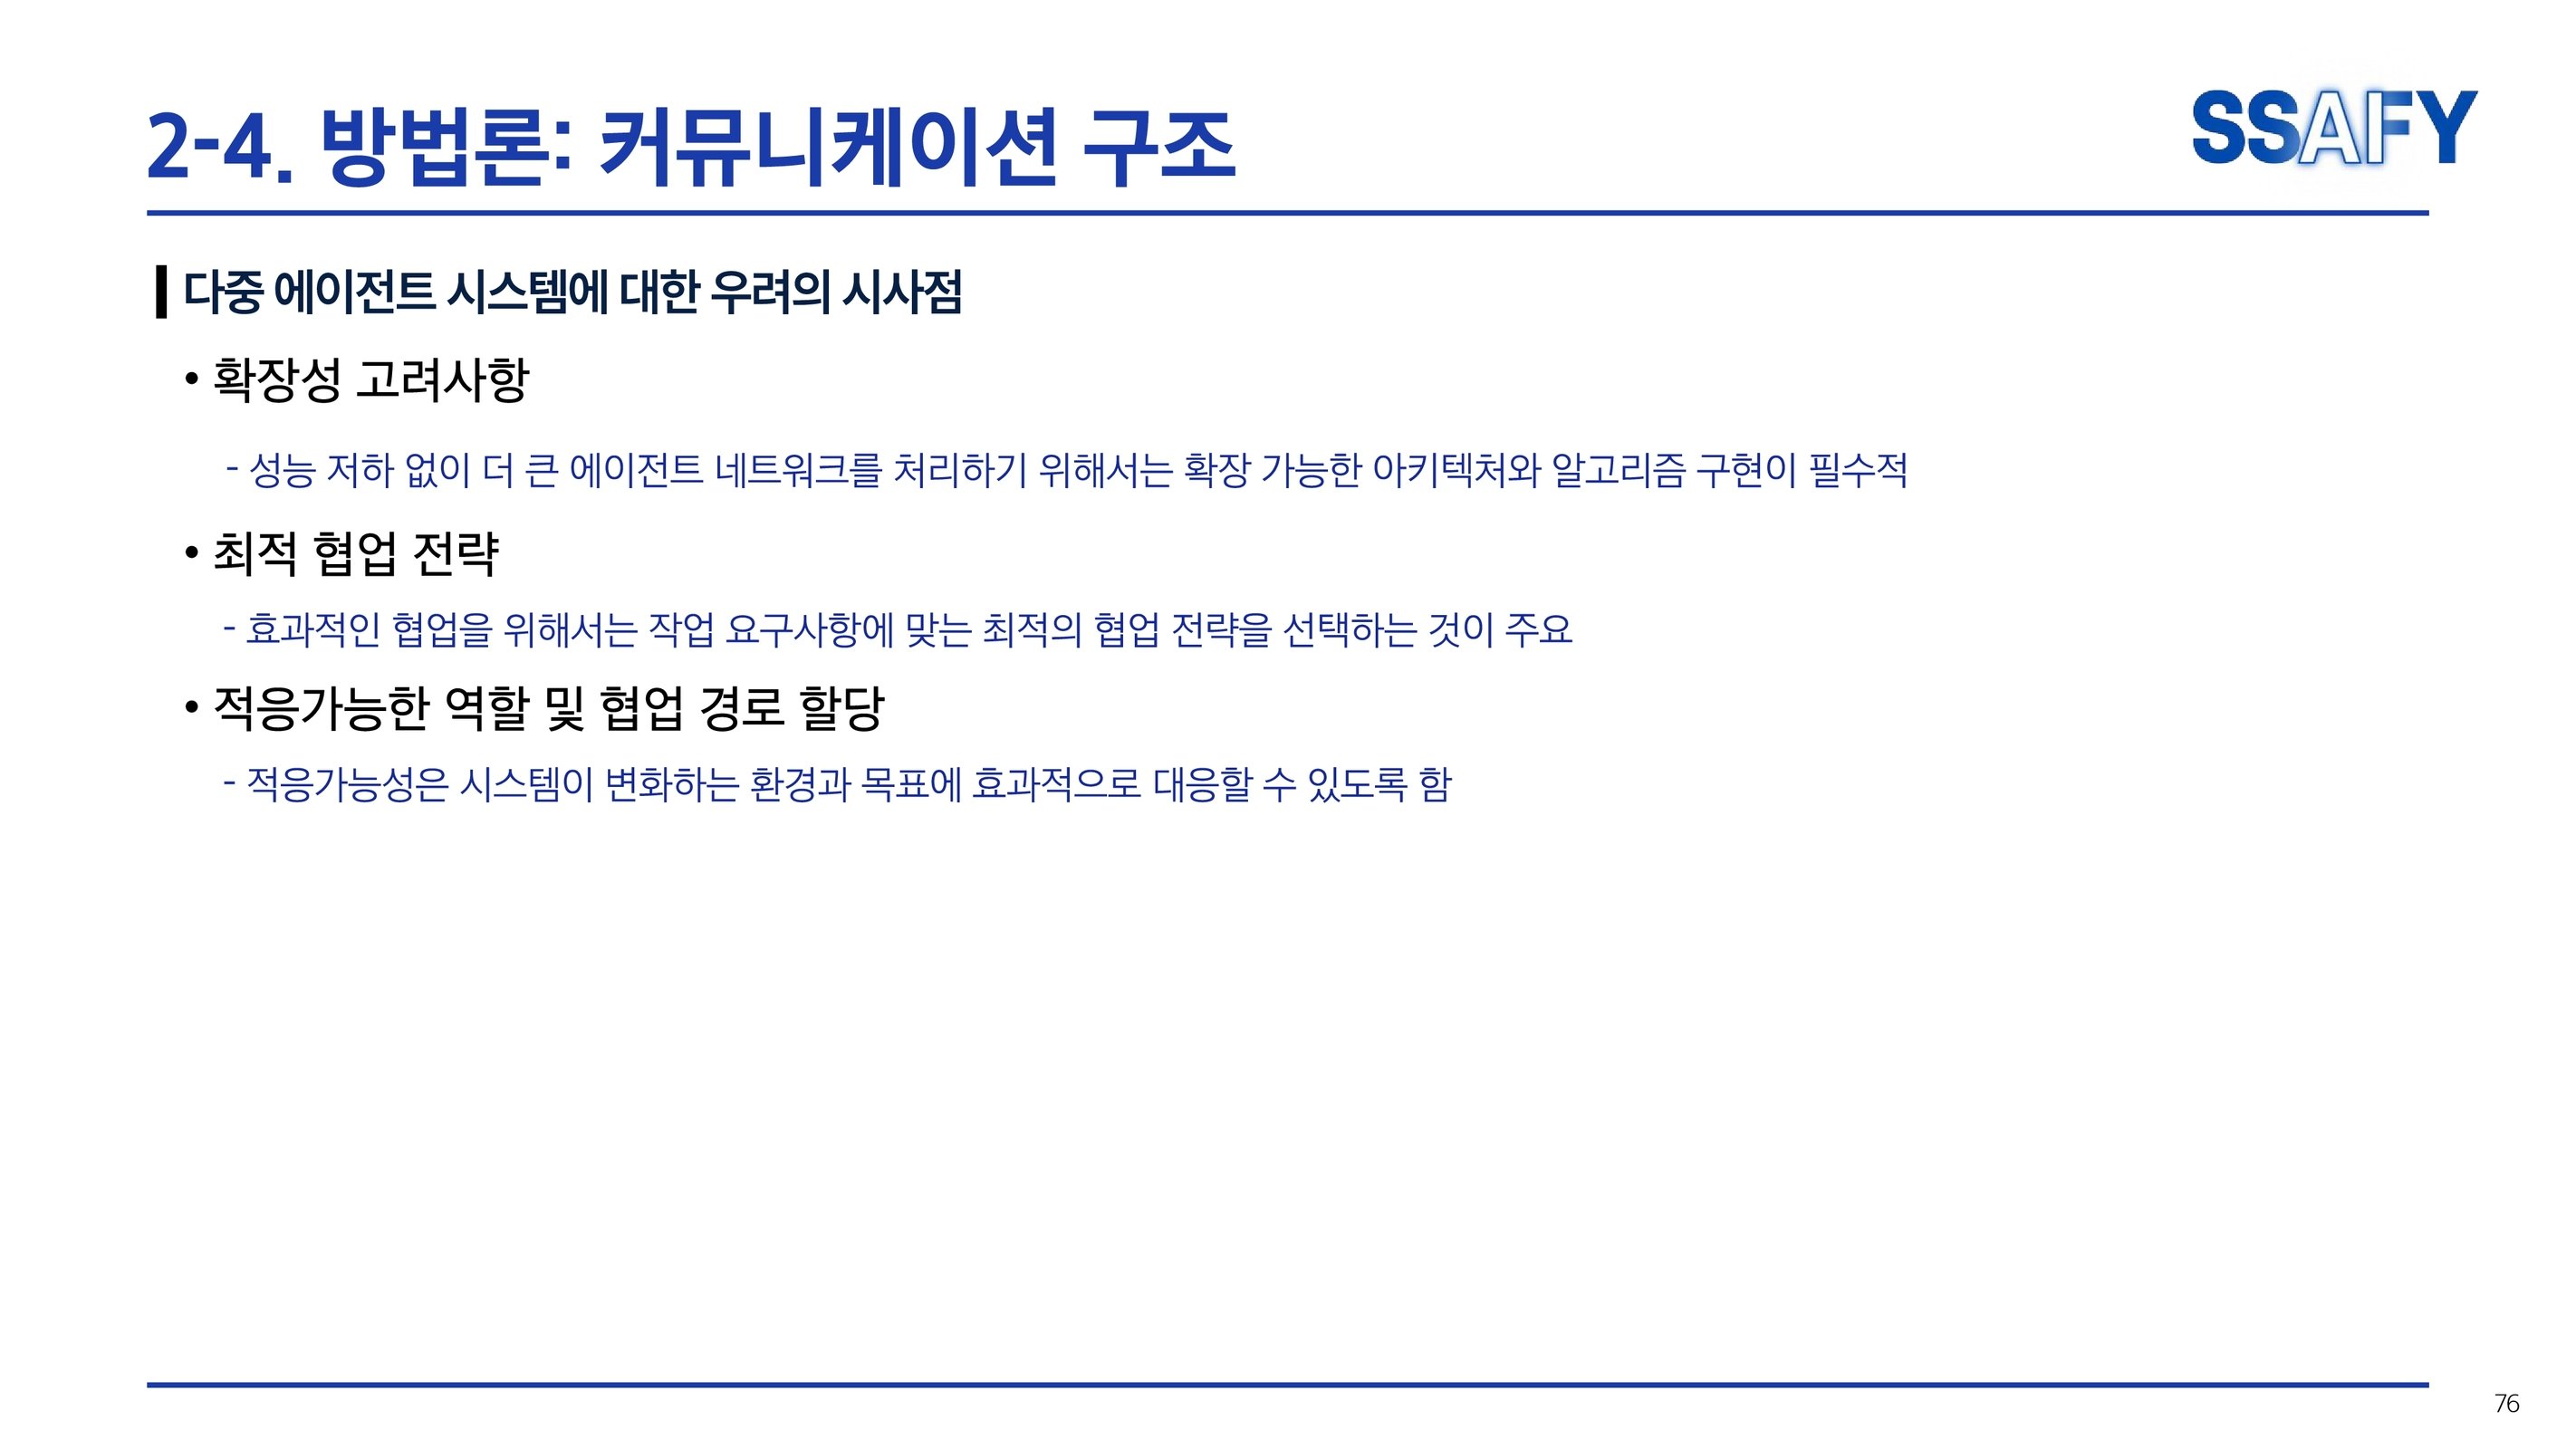 2-4. 방법론: 커뮤니케이션 구조
SSAFY
다중 에이전트 시스템에 대한 우려의 시사점
• 확장성 고려사항
- 성능 저하 없이 더 큰 에이전트 네트워크를 처리하기 위해서는 확장 가능한 아키텍처와 알고리즘 구현이 필수적
• 최적 협업 전략
- 효과적인 협업을 위해서는 작업 요구사항에 맞는 최적의 협업 전략을 선택하는 것이 주요
• 적응가능한 역할 및 협업 경로 할당
- 적응가능성은 시스템이 변화하는 환경과 목표에 효과적으로 대응할 수 있도록 함
76